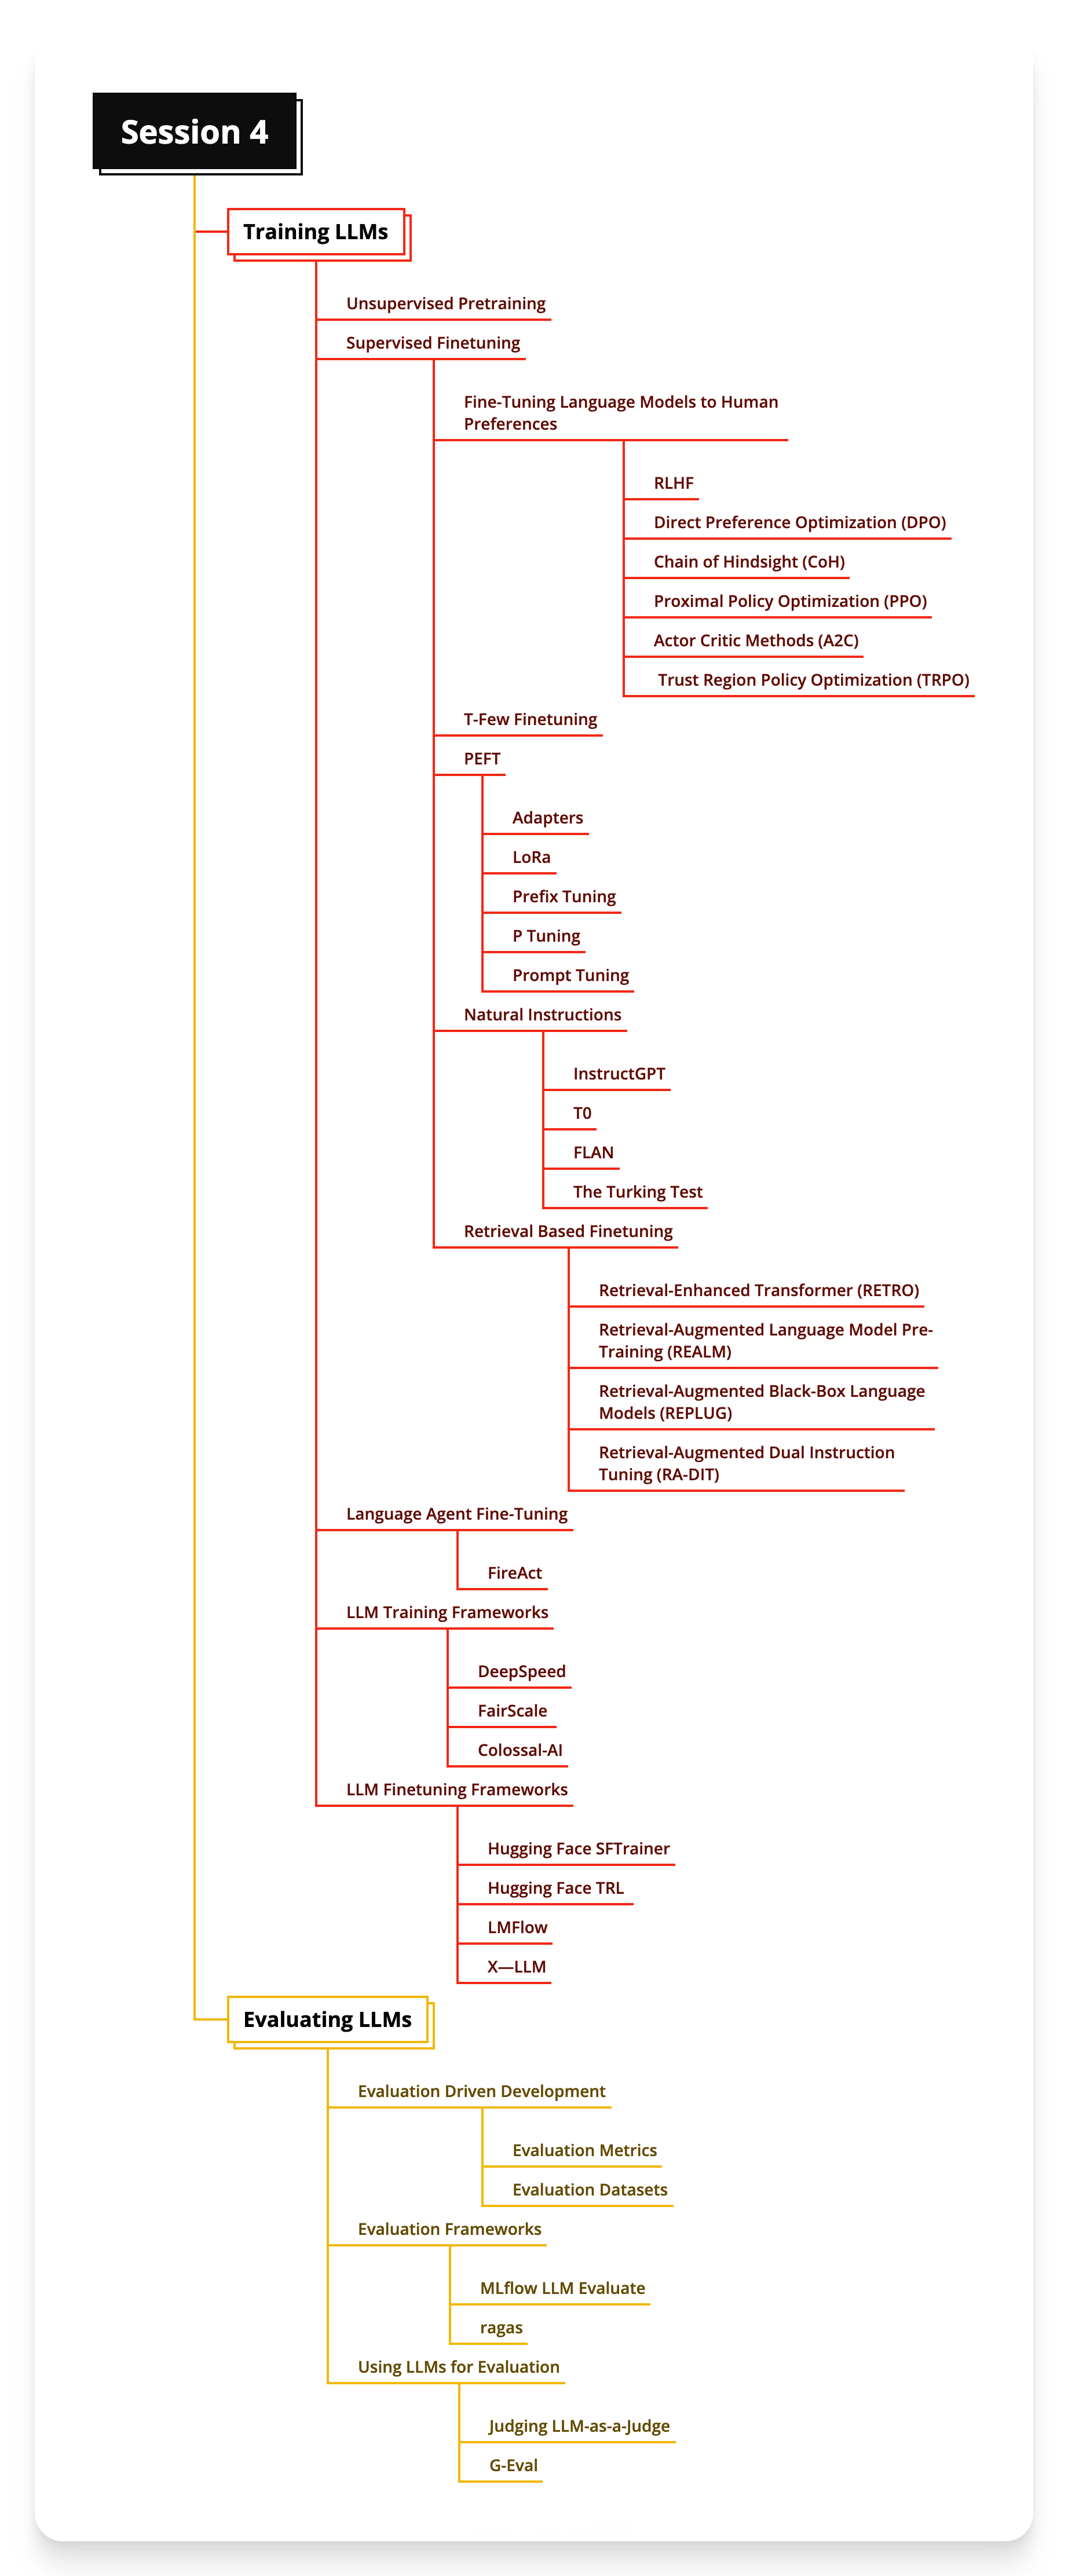 Session 4
Training LLMs
Unsupervised Pretraining
Supervised Finetuning
Fine-Tuning Language Models to Human
Preferences
RLHF
Direct Preference Optimization (DPO)
Chain of Hindsight (CoH)
Proximal Policy Optimization (PPO)
Actor Critic Methods (A2C)
Trust Region Policy Optimization (TRPO)
T-Few Finetuning
PEFT
Adapters
LoRa
Prefix Tuning
P Tuning
Prompt Tuning
Natural Instructions
InstructGPT
T0
FLAN
The Turking Test
Retrieval Based Finetuning
Retrieval-Enhanced Transformer (RETRO)
Retrieval-Augmented Language Model Pre-
Training (REALM)
Retrieval-Augmented Black-Box Language
Models (REPLUG)
Retrieval-Augmented Dual Instruction
Tuning (RA-DIT)
Language Agent Fine-Tuning
FireAct
LLM Training Frameworks
DeepSpeed
FairScale
Colossal-AI
LLM Finetuning Frameworks
Hugging Face SFTrainer
Hugging Face TRL
LMFlow
X—LLM
Evaluating LLMs
Evaluation Driven Development
Evaluation Metrics
Evaluation Datasets
Evaluation Frameworks
MLflow LLM Evaluate
ragas
Using LLMs for Evaluation
Judging LLM-as-a-Judge
G-Eval